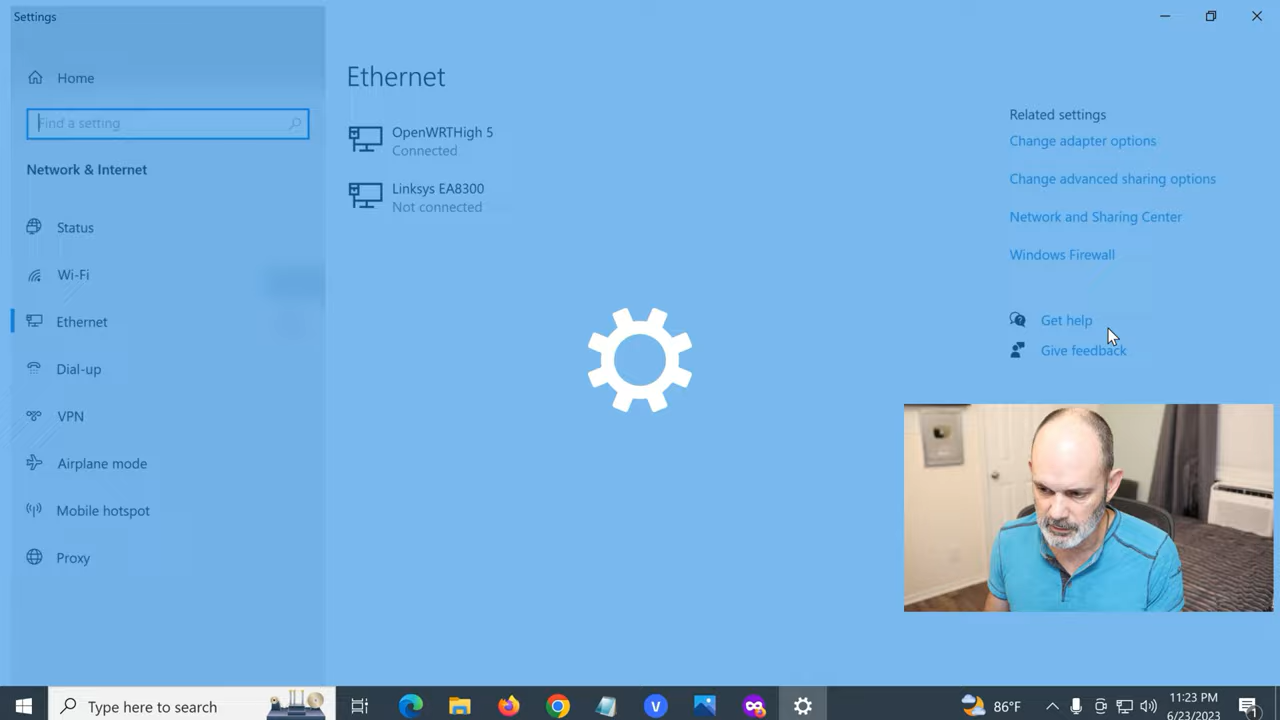 Settings
Home
Find a setting
Network & Internet
Status
Wi-Fi
Ethernet
Dial-up
VPN
Airplane mode
Mobile hotspot
Proxy
Ethernet
OpenWRTHigh 5
Connected
Linksys EA8300
Not connected
Related settings
Change adapter options
Change advanced sharing options
Network and Sharing Center
Windows Firewall
Get help
Give feedback
Type here to search
86°F
11:23 PM
6/23/2023
1